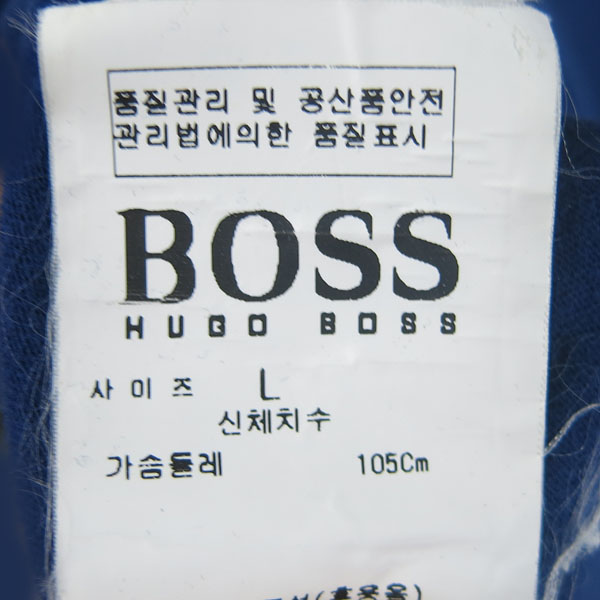 품질관리 및 공산품안전
관리법에의한 품질표시
BOSS
HUGO BOSS
사이즈 L
신체치수
가슴둘레 105Cm